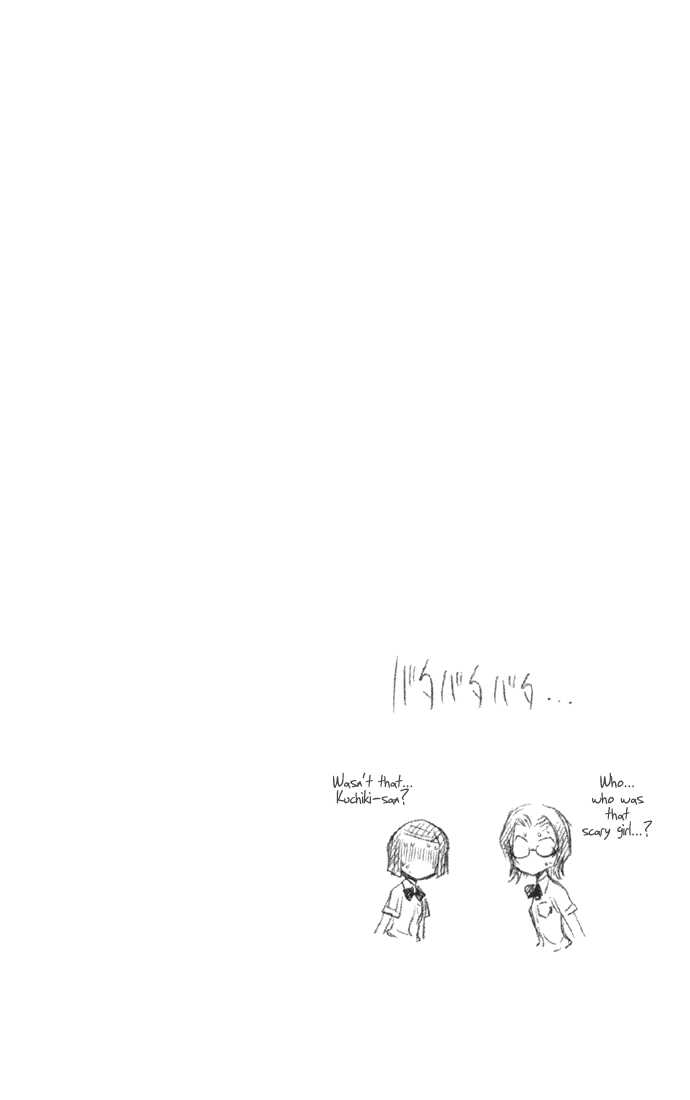 バタバタバタ...
Who...
who was
that
scary girl...?
Wasn't that...
Kuchiki-san?